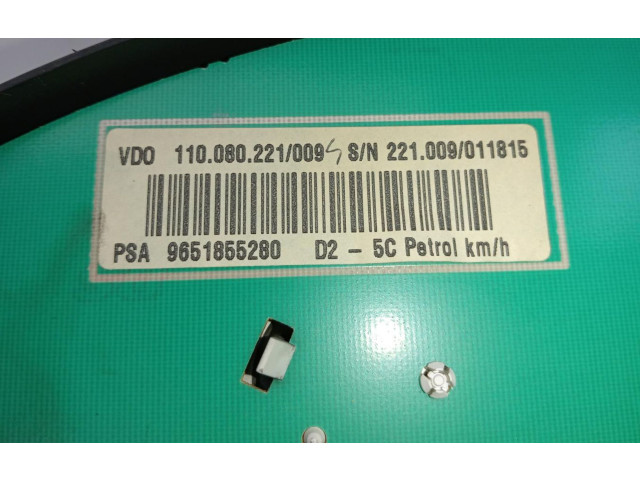 VDO 110.080.221/009 S/N 221.009/011815
PSA 9651855280 D2 - 5C Petrol km/h